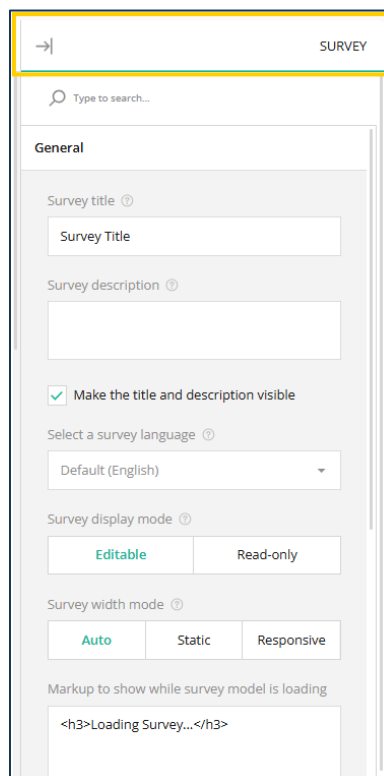 SURVEY
Type to search...
General
Survey title
Survey Title
Survey description
Make the title and description visible
Select a survey language
Default (English)
Survey display mode
Editable Read-only
Survey width mode
Auto Static Responsive
Markup to show while survey model is loading
<h3>Loading Survey...</h3>